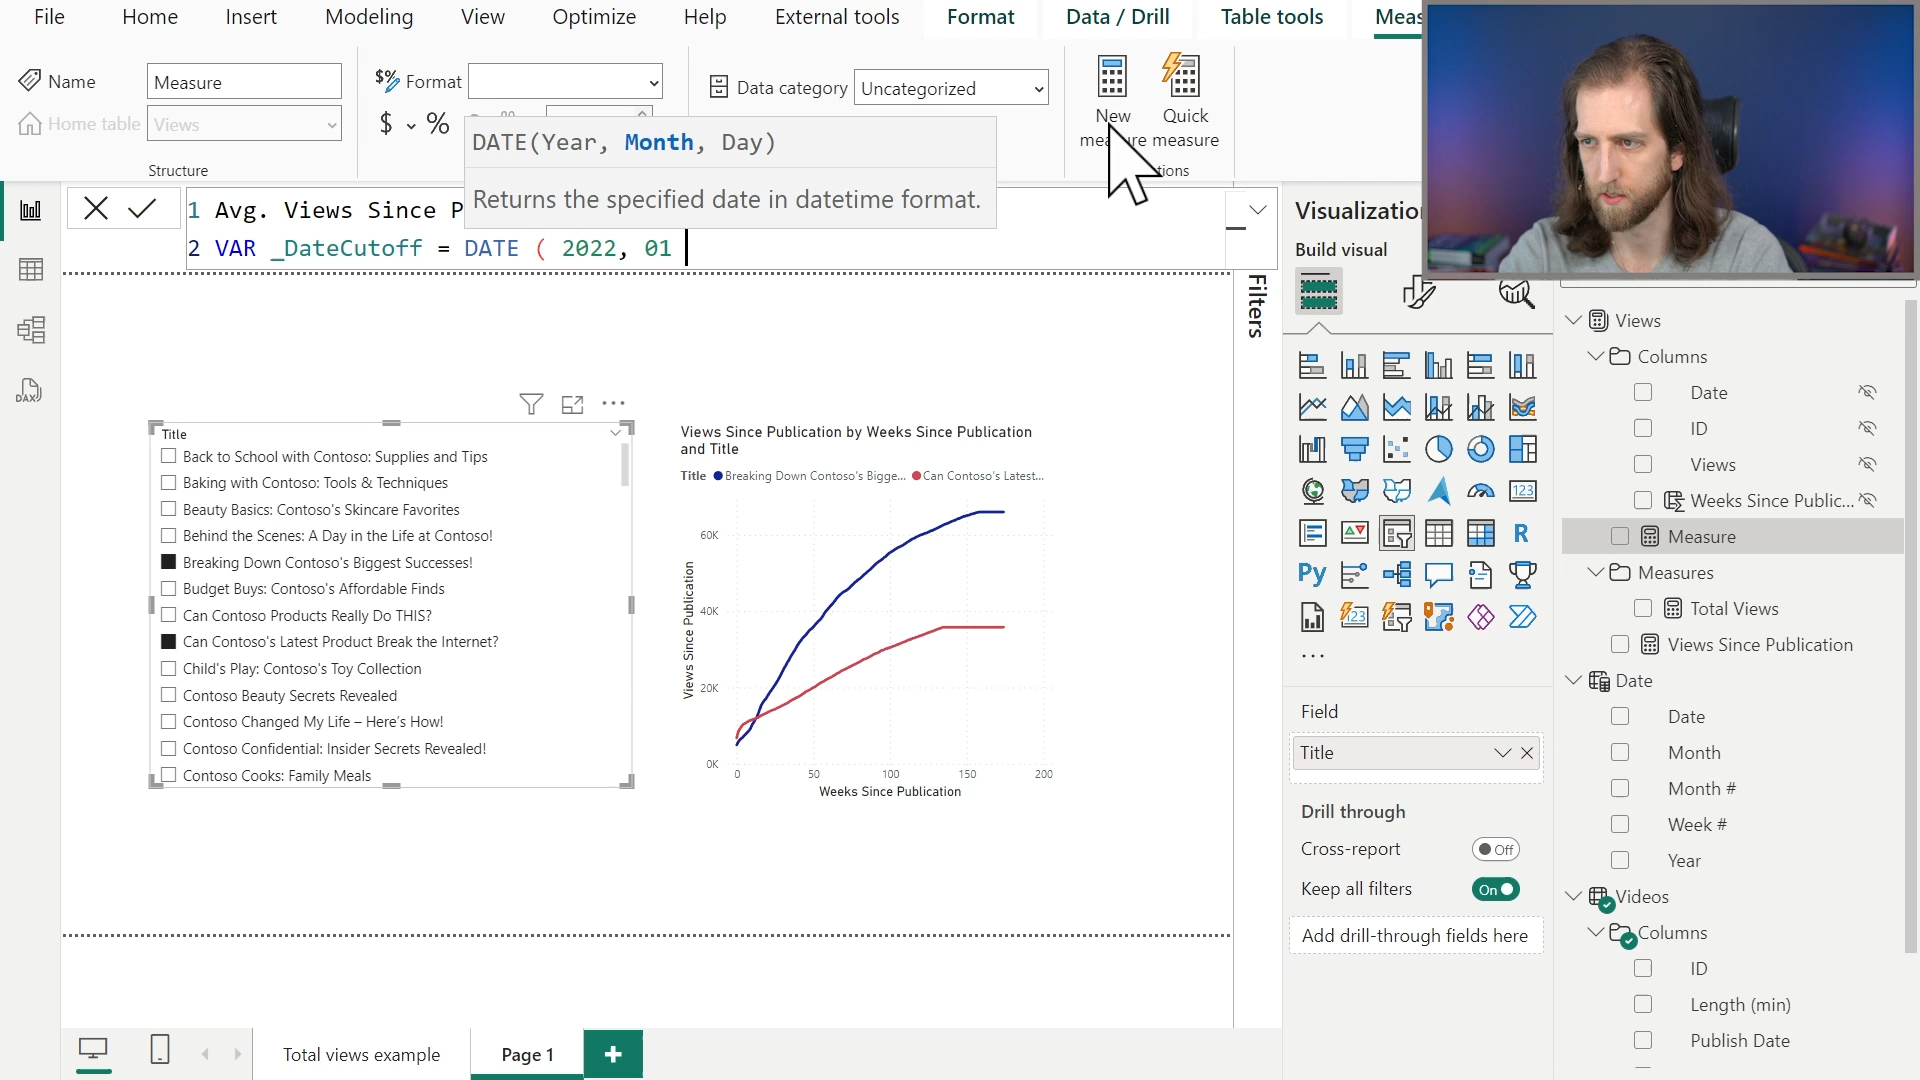 File Home Insert Modeling View Optimize Help External tools Format Data / Drill Table tools
Name Measure
Home table Views
Structure
Format
$ %
Data category Uncategorized
New
measure
Quick
measure
DATE(Year, Month, Day)
Returns the specified date in datetime format.
1 Avg. Views Since P
2 VAR _DateCutoff = DATE ( 2022, 01
DAX
Title
Back to School with Contoso: Supplies and Tips
Baking with Contoso: Tools & Techniques
Beauty Basics: Contoso's Skincare Favorites
Behind the Scenes: A Day in the Life at Contoso!
Breaking Down Contoso's Biggest Successes!
Budget Buys: Contoso's Affordable Finds
Can Contoso Products Really Do THIS?
Can Contoso's Latest Product Break the Internet?
Child's Play: Contoso's Toy Collection
Contoso Beauty Secrets Revealed
Contoso Changed My Life – Here's How!
Contoso Confidential: Insider Secrets Revealed!
Contoso Cooks: Family Meals
Views Since Publication by Weeks Since Publication
and Title
Title Breaking Down Contoso's Bigge... Can Contoso's Latest...
Views Since Publication
60K
40K
20K
0K
0 50 100 150 200
Weeks Since Publication
Filters
Build visual
123
R
Py
123
Field
Title
Drill through
Cross-report Off
Keep all filters On
Add drill-through fields here
Views
Columns
Date
ID
Views
Weeks Since Public...
Measure
Measures
Total Views
Views Since Publication
Date
Date
Month
Month #
Week #
Year
Videos
Columns
ID
Length (min)
Publish Date
Total views example Page 1 +